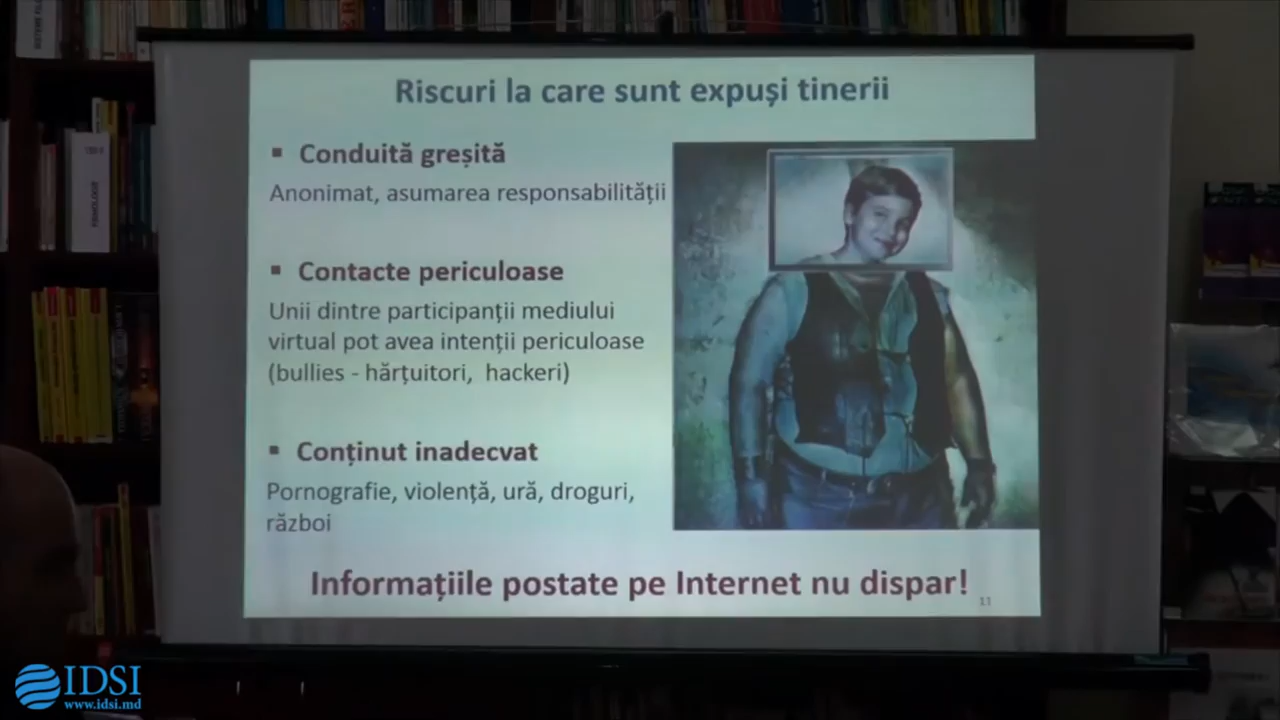 Riscuri la care sunt expuși tinerii
▪ Conduită greșită
Anonimat, asumarea responsabilității
▪ Contacte periculoase
Unii dintre participanții mediului
virtual pot avea intenții periculoase
(bullies - hărțuitori, hackeri)
▪ Conținut inadecvat
Pornografie, violență, ură, droguri,
război
Informațiile postate pe Internet nu dispar!
11
IDSI
www.idsi.md